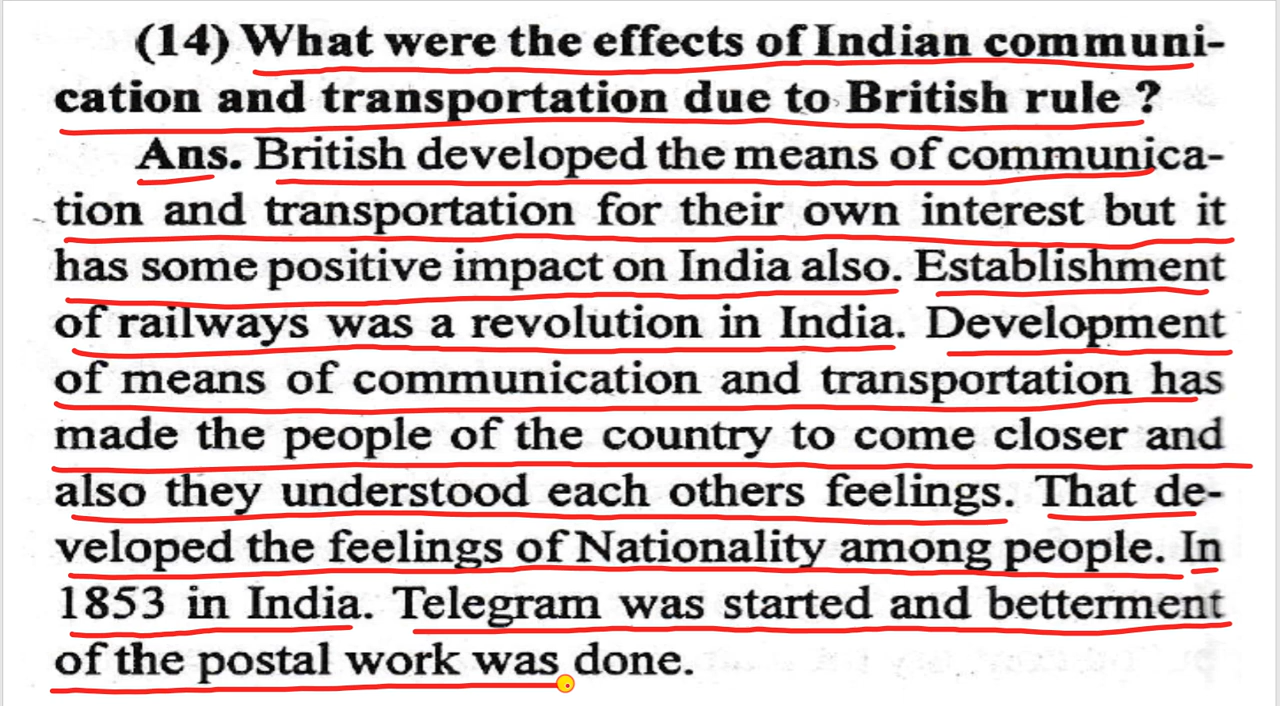 (14) What were the effects of Indian communi-
cation and transportation due to British rule ?
Ans. British developed the means of communica-
tion and transportation for their own interest but it
has some positive impact on India also. Establishment
of railways was a revolution in India. Development
of means of communication and transportation has
made the people of the country to come closer and
also they understood each others feelings. That de-
veloped the feelings of Nationality among people. In
1853 in India. Telegram was started and betterment
of the postal work was done.